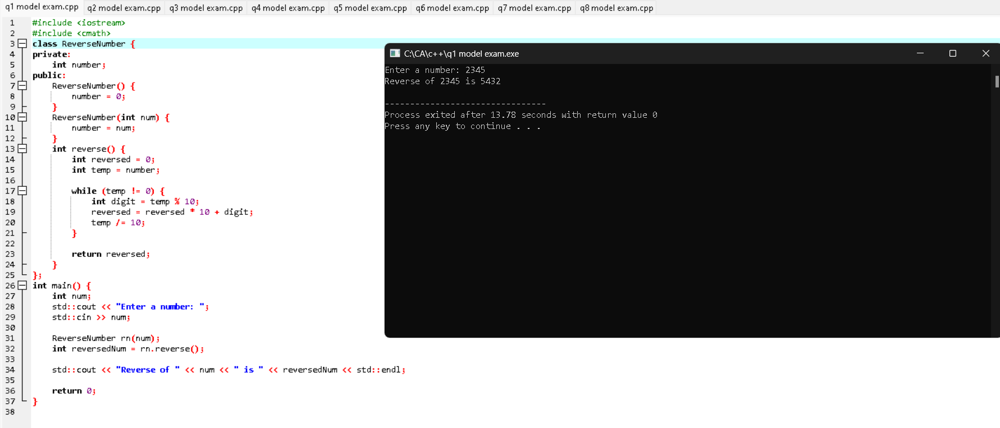 q1 model exam.cpp q2 model exam.cpp q3 model exam.cpp q4 model exam.cpp q5 model exam.cpp q6 model exam.cpp q7 model exam.cpp q8 model exam.cpp
1 #include <iostream>
2 #include <cmath>
3 class ReverseNumber {
4 private:
5     int number;
6 public:
7     ReverseNumber() {
8         number = 0;
9     }
10     ReverseNumber(int num) {
11         number = num;
12     }
13     int reverse() {
14         int reversed = 0;
15         int temp = number;
16
17         while (temp != 0) {
18             int digit = temp % 10;
19             reversed = reversed * 10 + digit;
20             temp /= 10;
21         }
22
23         return reversed;
24     }
25 };
26 int main() {
27     int num;
28     std::cout << "Enter a number: ";
29     std::cin >> num;
30
31     ReverseNumber rn(num);
32     int reversedNum = rn.reverse();
33
34     std::cout << "Reverse of " << num << " is " << reversedNum << std::endl;
35
36     return 0;
37 }
38
C:\CA\c++\q1 model exam.exe
Enter a number: 2345
Reverse of 2345 is 5432
--------------------------------
Process exited after 13.78 seconds with return value 0
Press any key to continue . . .